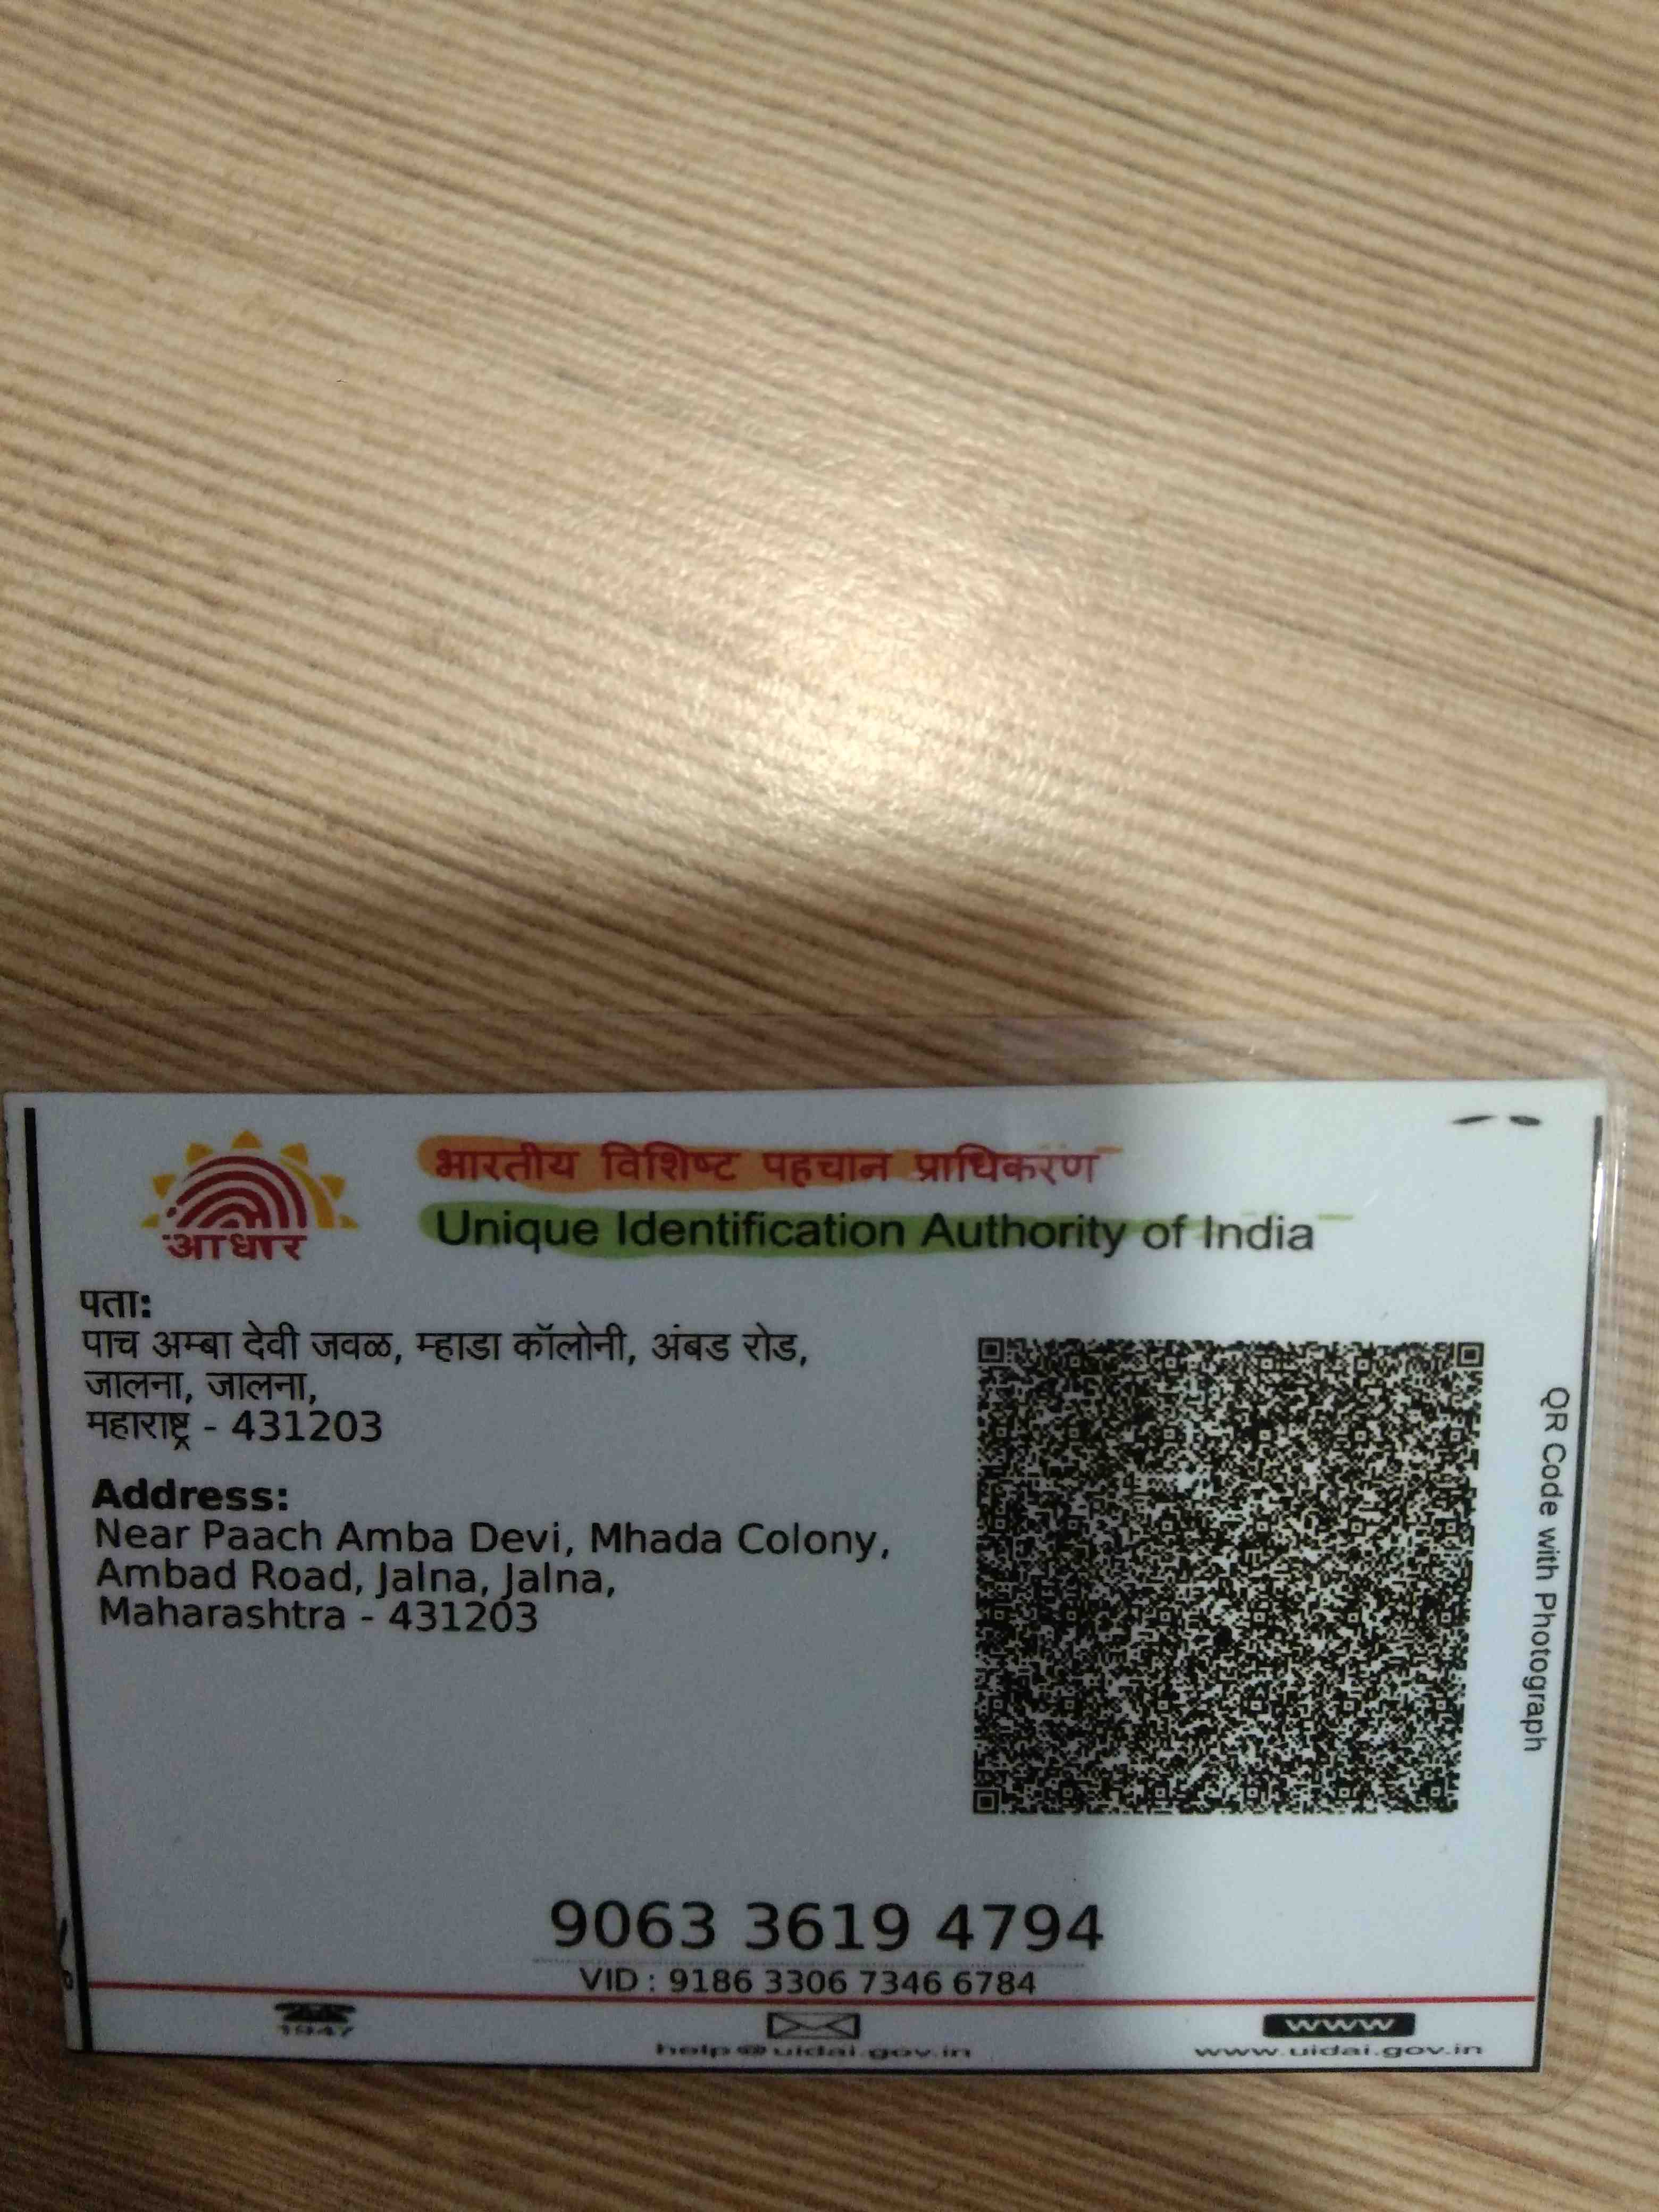 आधार
भारतीय विशिष्ट पहचान प्राधिकरण
Unique Identification Authority of India
पता:
पाच अम्बा देवी जवळ, म्हाडा कॉलोनी, अंबड रोड,
जालना, जालना,
महाराष्ट्र - 431203
Address:
Near Paach Amba Devi, Mhada Colony,
Ambad Road, Jalna, Jalna,
Maharashtra - 431203
QR Code with Photograph
9063 3619 4794
VID : 9186 3306 7346 6784
1947
help@uidai.gov.in
www
www.uidai.gov.in